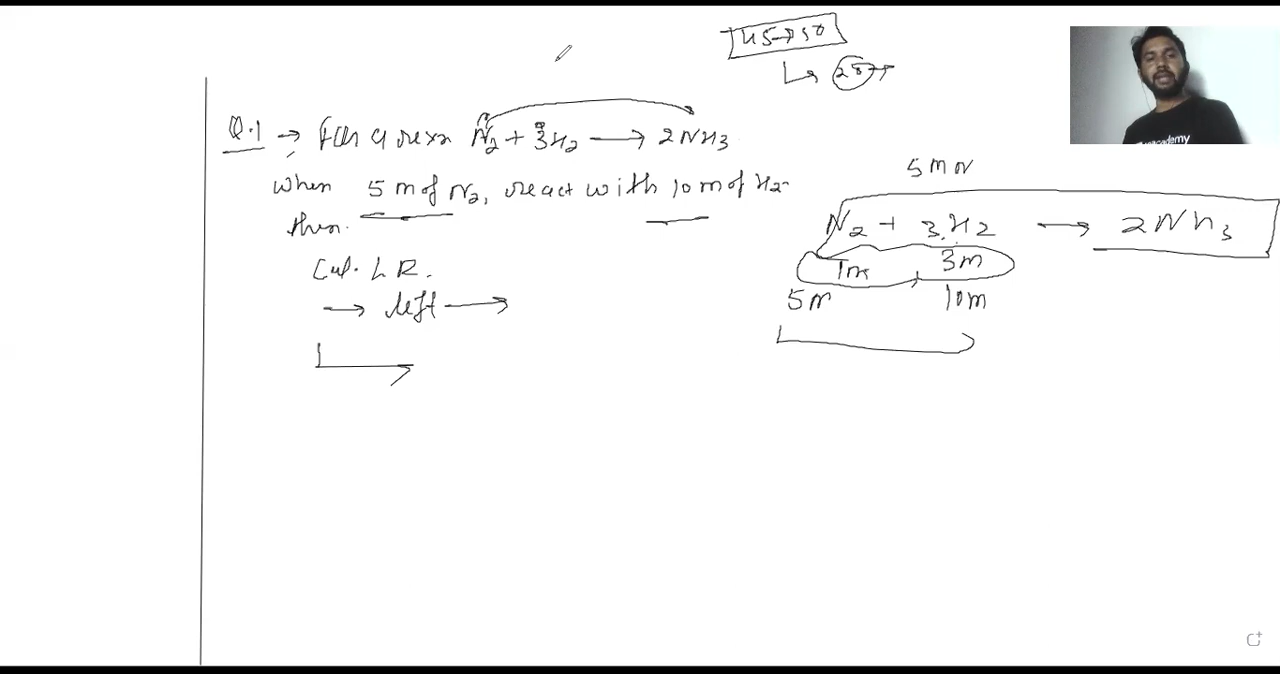 45→50
25
Q.1 → For a rexn N2 + 3H2 → 2NH3
when 5 m of N2, react with 10 m of H2
then.
Cal. L R.
→ left →
5 m N
N2 + 3H2 → 2NH3
1m 3m
5m 10m
academy